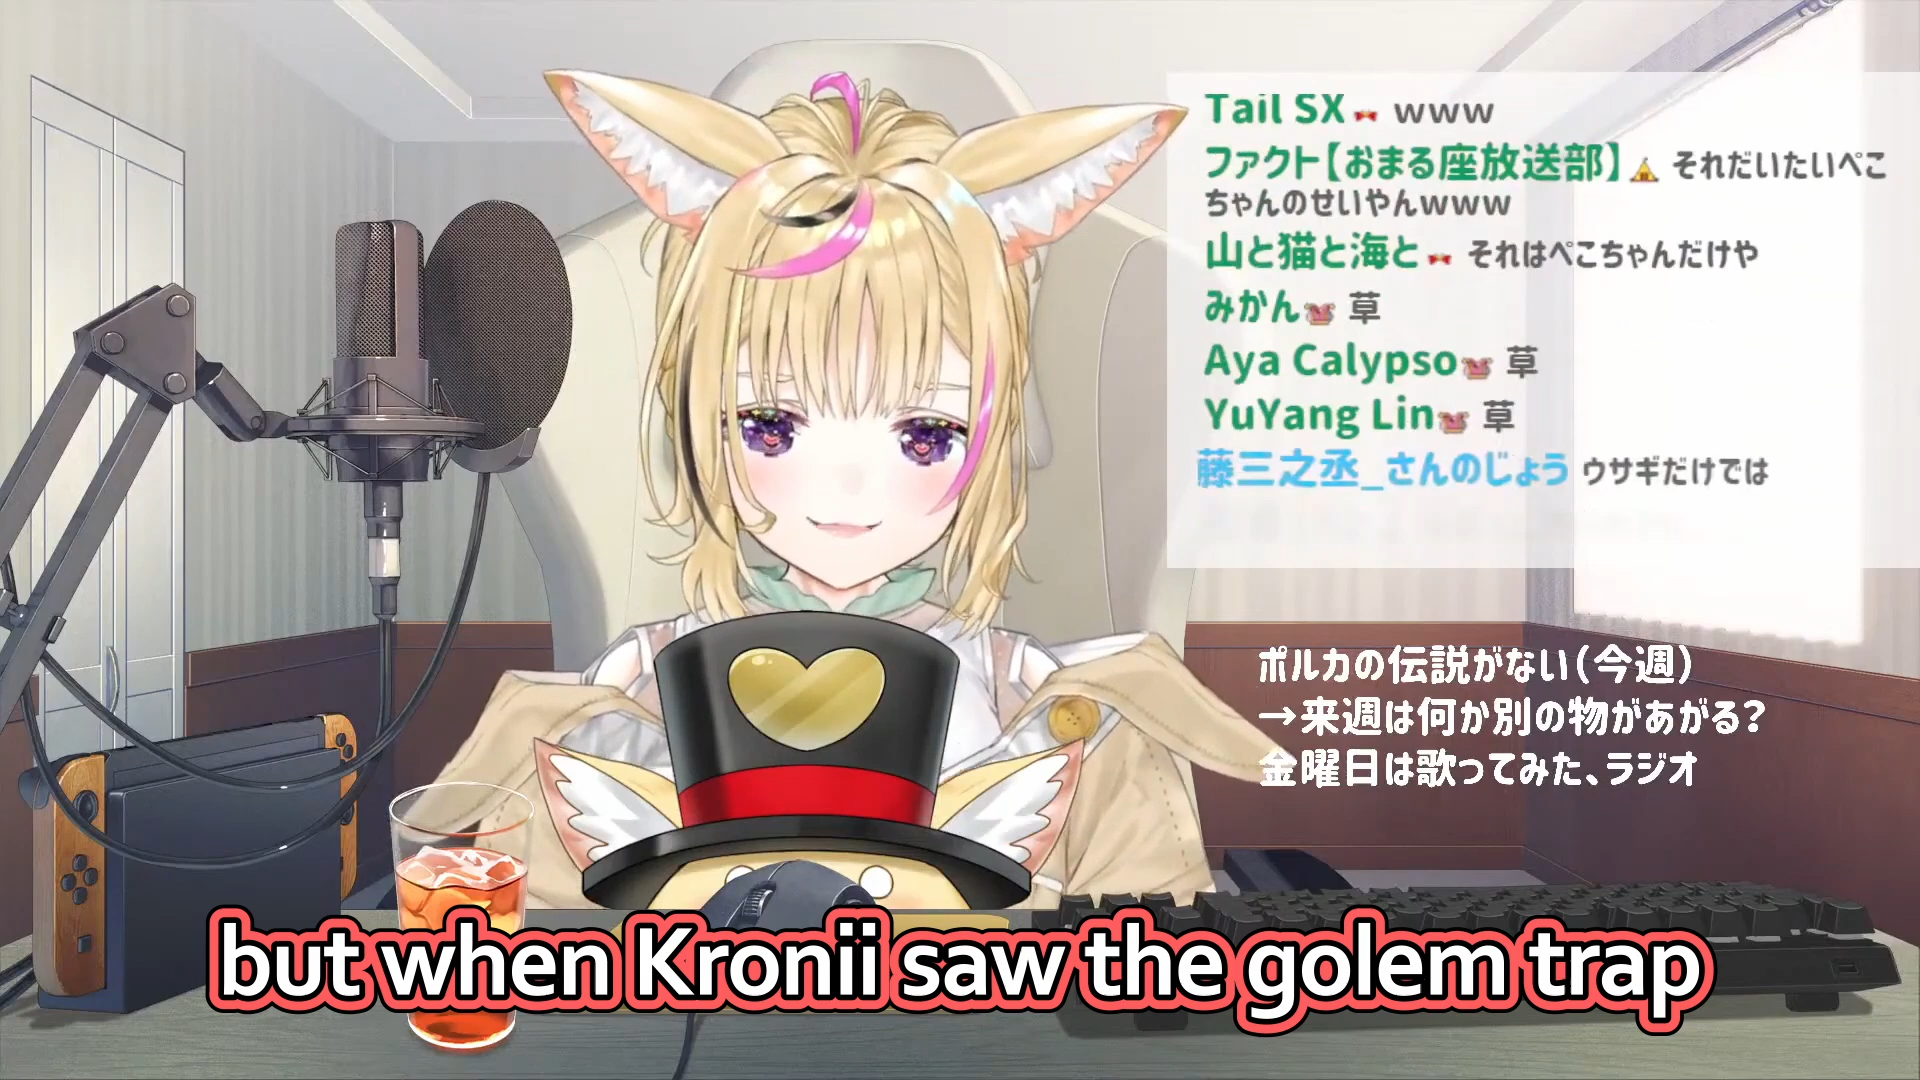 Tail SX www
ファクト【おまる座放送部】 それだいたいぺこ
ちゃんのせいやんwww
山と猫と海と それはぺこちゃんだけや
みかん 草
Aya Calypso 草
YuYang Lin 草
藤三之丞_さんのじょう ウサギだけでは
ポルカの伝説がない(今週)
→来週は何か別の物があがる?
金曜日は歌ってみた、ラジオ
but when Kronii saw the golem trap